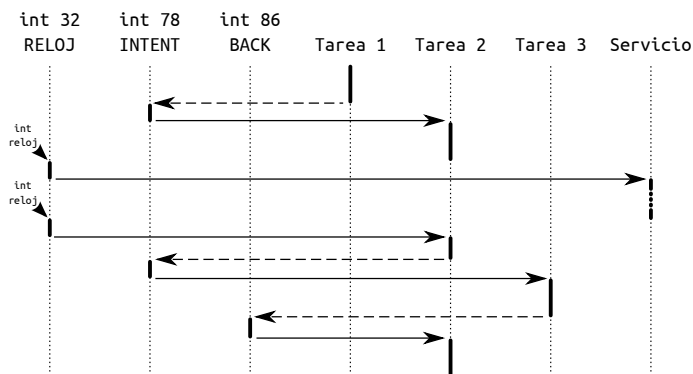 int 32 int 78 int 86
RELOJ INTENT BACK Tarea 1 Tarea 2 Tarea 3 Servicio
int
reloj
int
reloj